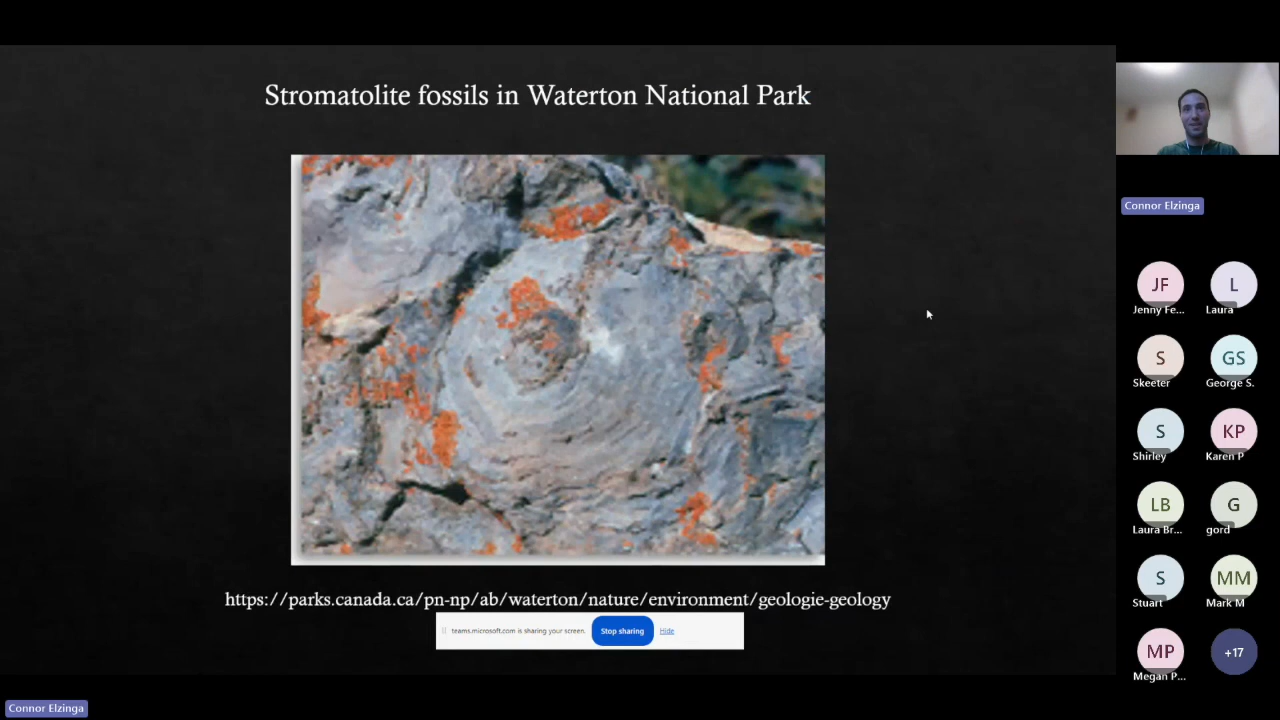 Stromatolite fossils in Waterton National Park
https://parks.canada.ca/pn-np/ab/waterton/nature/environment/geologie-geology
teams.microsoft.com is sharing your screen.
Stop sharing
Hide
Connor Elzinga
Connor Elzinga
JF
Jenny Fe...
L
Laura
S
Skeeter
GS
George S.
S
Shirley
KP
Karen P
LB
Laura Br...
G
gord
S
Stuart
MM
Mark M
MP
Megan P...
+17